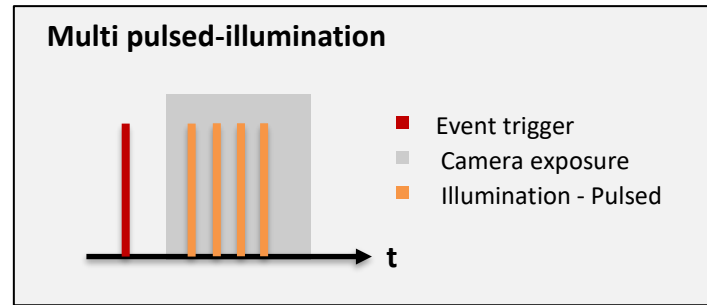 Multi pulsed-illumination
Event trigger
Camera exposure
Illumination - Pulsed
t